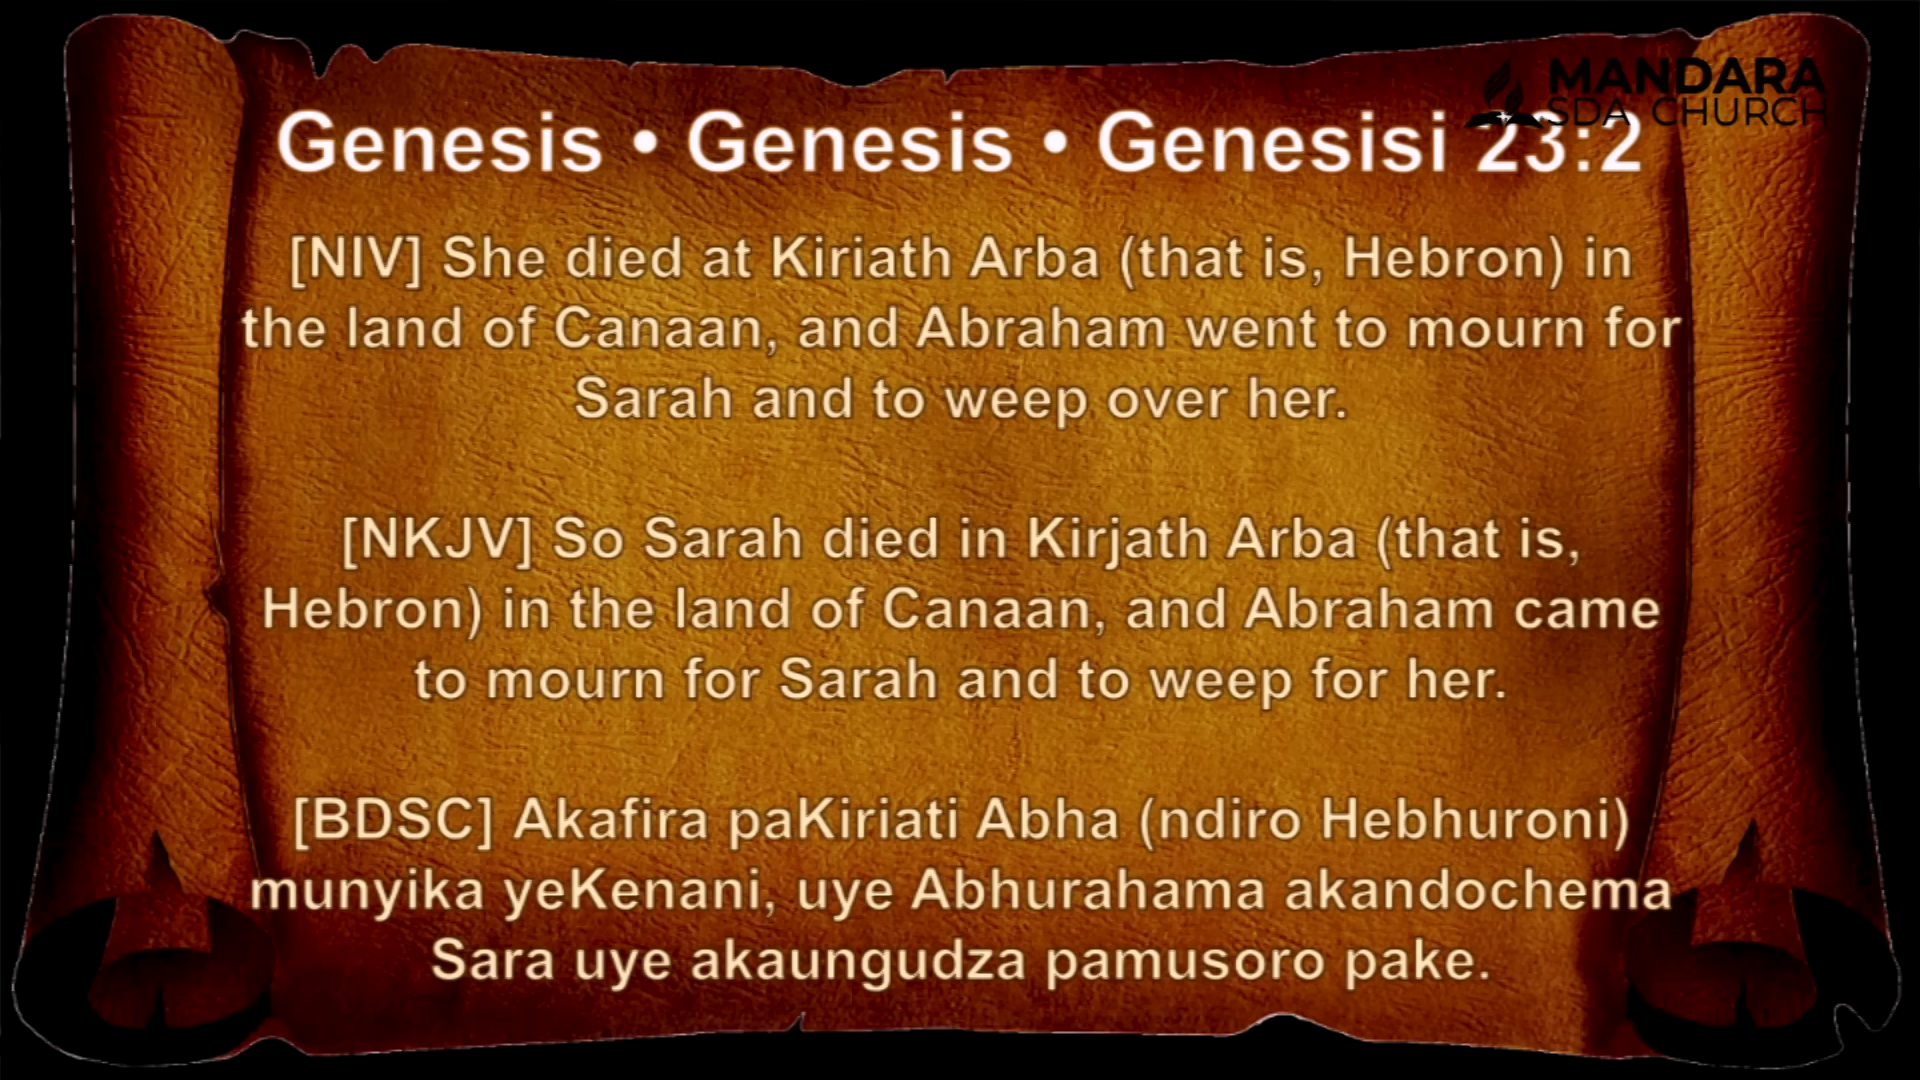 MANDARA
SDA CHURCH
Genesis • Genesis • Genesisi 23:2
[NIV] She died at Kiriath Arba (that is, Hebron) in
the land of Canaan, and Abraham went to mourn for
Sarah and to weep over her.
[NKJV] So Sarah died in Kirjath Arba (that is,
Hebron) in the land of Canaan, and Abraham came
to mourn for Sarah and to weep for her.
[BDSC] Akafira paKiriati Abha (ndiro Hebhuroni)
munyika yeKenani, uye Abhurahama akandochema
Sara uye akaungudza pamusoro pake.